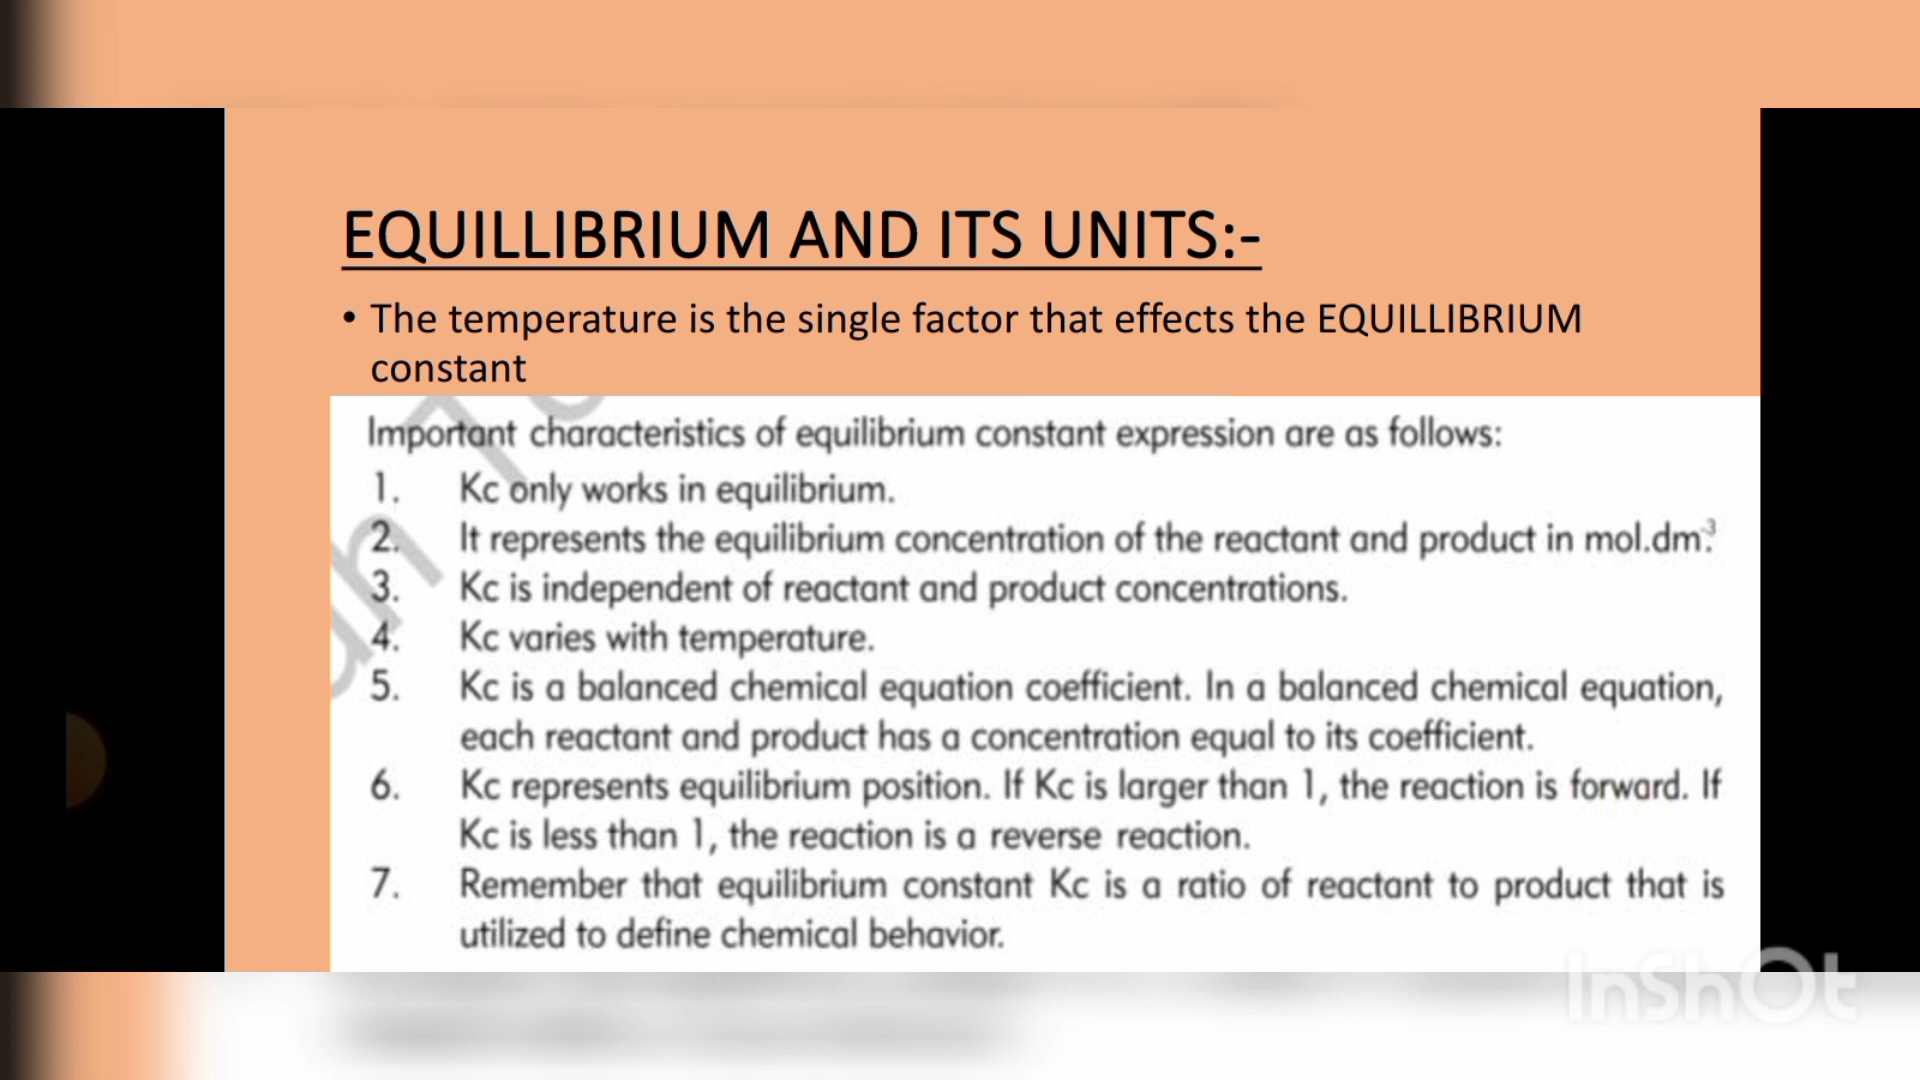 EQUILLIBRIUM AND ITS UNITS:-
• The temperature is the single factor that effects the EQUILLIBRIUM
constant
Important characteristics of equilibrium constant expression are as follows:
1. Kc only works in equilibrium.
2. It represents the equilibrium concentration of the reactant and product in mol.dm.⁻³
3. Kc is independent of reactant and product concentrations.
4. Kc varies with temperature.
5. Kc is a balanced chemical equation coefficient. In a balanced chemical equation,
each reactant and product has a concentration equal to its coefficient.
6. Kc represents equilibrium position. If Kc is larger than 1, the reaction is forward. If
Kc is less than 1, the reaction is a reverse reaction.
7. Remember that equilibrium constant Kc is a ratio of reactant to product that is
utilized to define chemical behavior.
InShOt